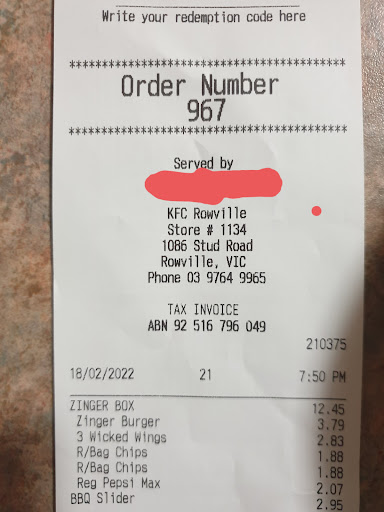 Write your redemption code here
************************************
Order Number
967
************************************
Served by
KFC Rowville
Store # 1134
1086 Stud Road
Rowville, VIC
Phone 03 9764 9965
TAX INVOICE
ABN 92 516 796 049
210375
18/02/2022 21 7:50 PM
ZINGER BOX 12.45
Zinger Burger 3.79
3 Wicked Wings 2.83
R/Bag Chips 1.88
R/Bag Chips 1.88
Reg Pepsi Max 2.07
BBQ Slider 2.95